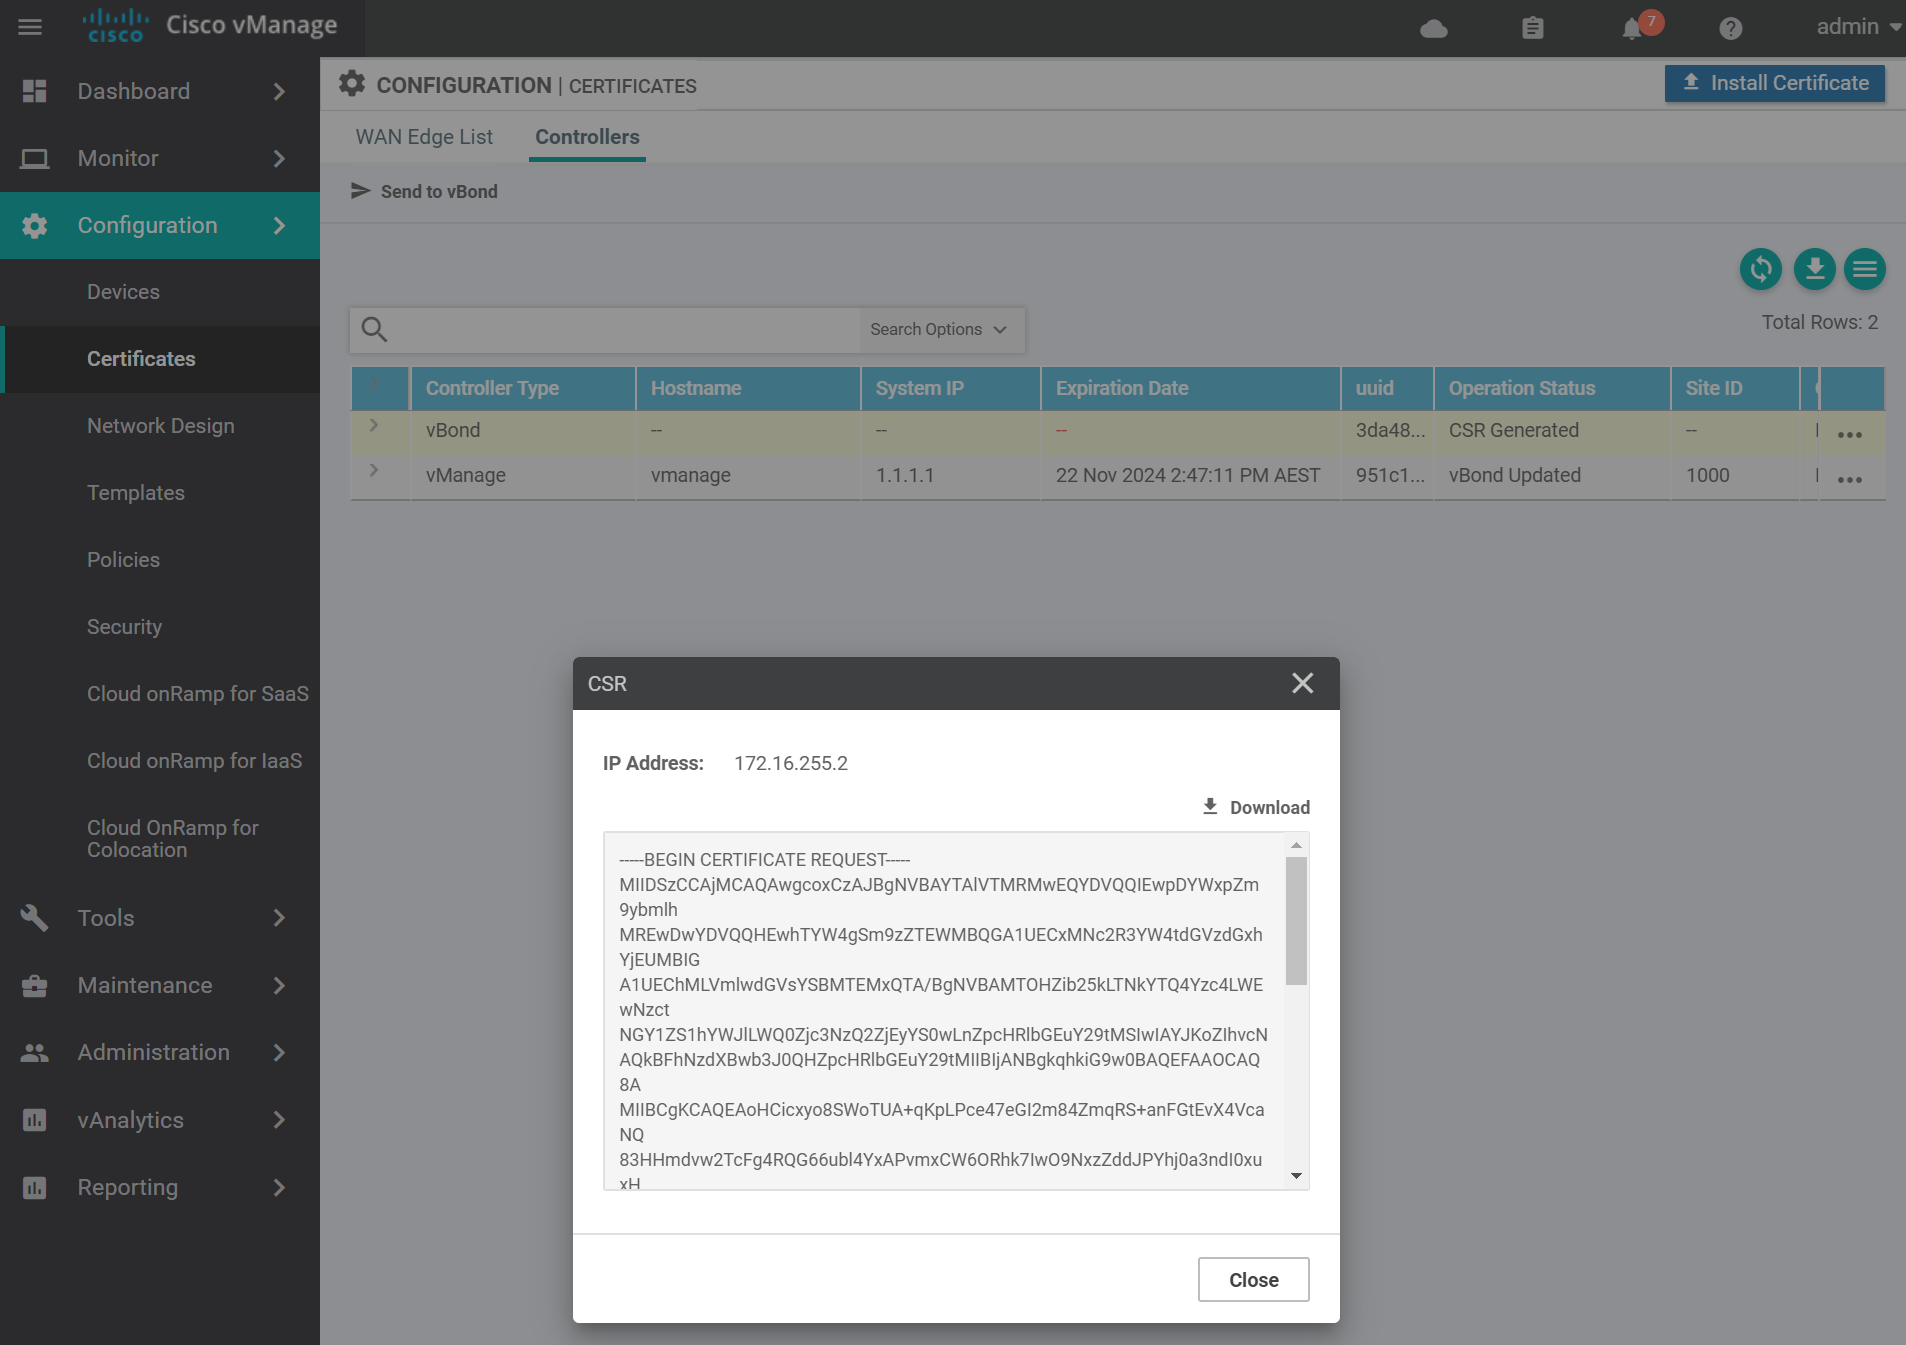 CISCO
Cisco vManage
7
admin
Dashboard
Monitor
Configuration
Devices
Certificates
Network Design
Templates
Policies
Security
Cloud onRamp for SaaS
Cloud onRamp for IaaS
Cloud OnRamp for
Colocation
Tools
Maintenance
Administration
vAnalytics
Reporting
CONFIGURATION | CERTIFICATES
Install Certificate
WAN Edge List
Controllers
Send to vBond
Search Options
Total Rows: 2
Controller Type Hostname System IP Expiration Date uuid Operation Status Site ID
vBond -- -- -- 3da48... CSR Generated --
vManage vmanage 1.1.1.1 22 Nov 2024 2:47:11 PM AEST 951c1... vBond Updated 1000
CSR
IP Address: 172.16.255.2
Download
-----BEGIN CERTIFICATE REQUEST-----
MIIDSzCCAjMCAQAwgcoxCzAJBgNVBAYTAlVTMRMwEQYDVQQIEwpDYWxpZm
9ybmlh
MREwDwYDVQQHEwhTYW4gSm9zZTEWMBQGA1UECxMNc2R3YW4tdGVzdGxh
YjEUMBIG
A1UEChMLVmlwdGVsYSBMTEMxQTA/BgNVBAMTOHZib25kLTNkYTQ4Yzc4LWE
wNzct
NGY1ZS1hYWJlLWQ0Zjc3NzQ2ZjEyYS0wLnZpcHRlbGEuY29tMSIwIAYJKoZIhvcN
AQkBFhNzdXBwb3J0QHZpcHRlbGEuY29tMIIBIjANBgkqhkiG9w0BAQEFAAOCAQ
8A
MIIBCgKCAQEAoHCicxyo8SWoTUA+qKpLPce47eGI2m84ZmqRS+anFGtEvX4Vca
NQ
83HHmdvw2TcFg4RQG66ubl4YxAPvmxCW6ORhk7IwO9NxzZddJPYhj0a3ndI0xu
xH
Close